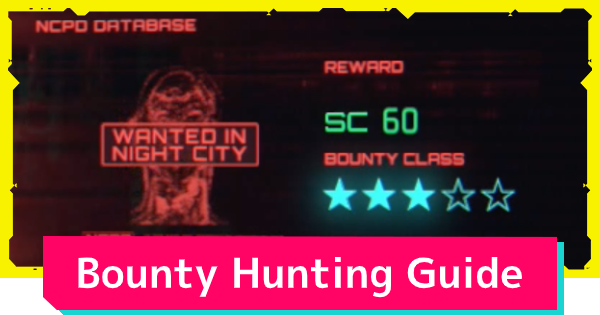 NCPD DATABASE
REWARD
SC 60
WANTED IN
NIGHT CITY
BOUNTY CLASS
Bounty Hunting Guide